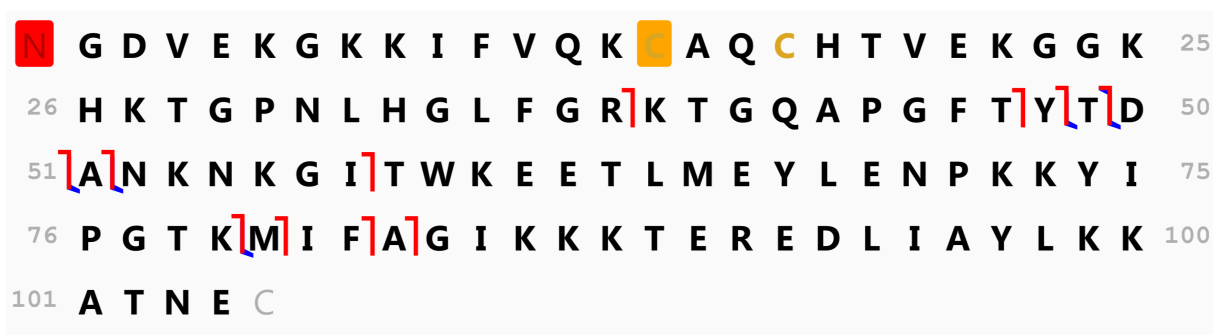 N G D V E K G K K I F V Q K C A Q C H T V E K G G K 25
26 H K T G P N L H G L F G R K T G Q A P G F T Y T D 50
51 A N K N K G I T W K E E T L M E Y L E N P K K Y I 75
76 P G T K M I F A G I K K K T E R E D L I A Y L K K 100
101 A T N E C